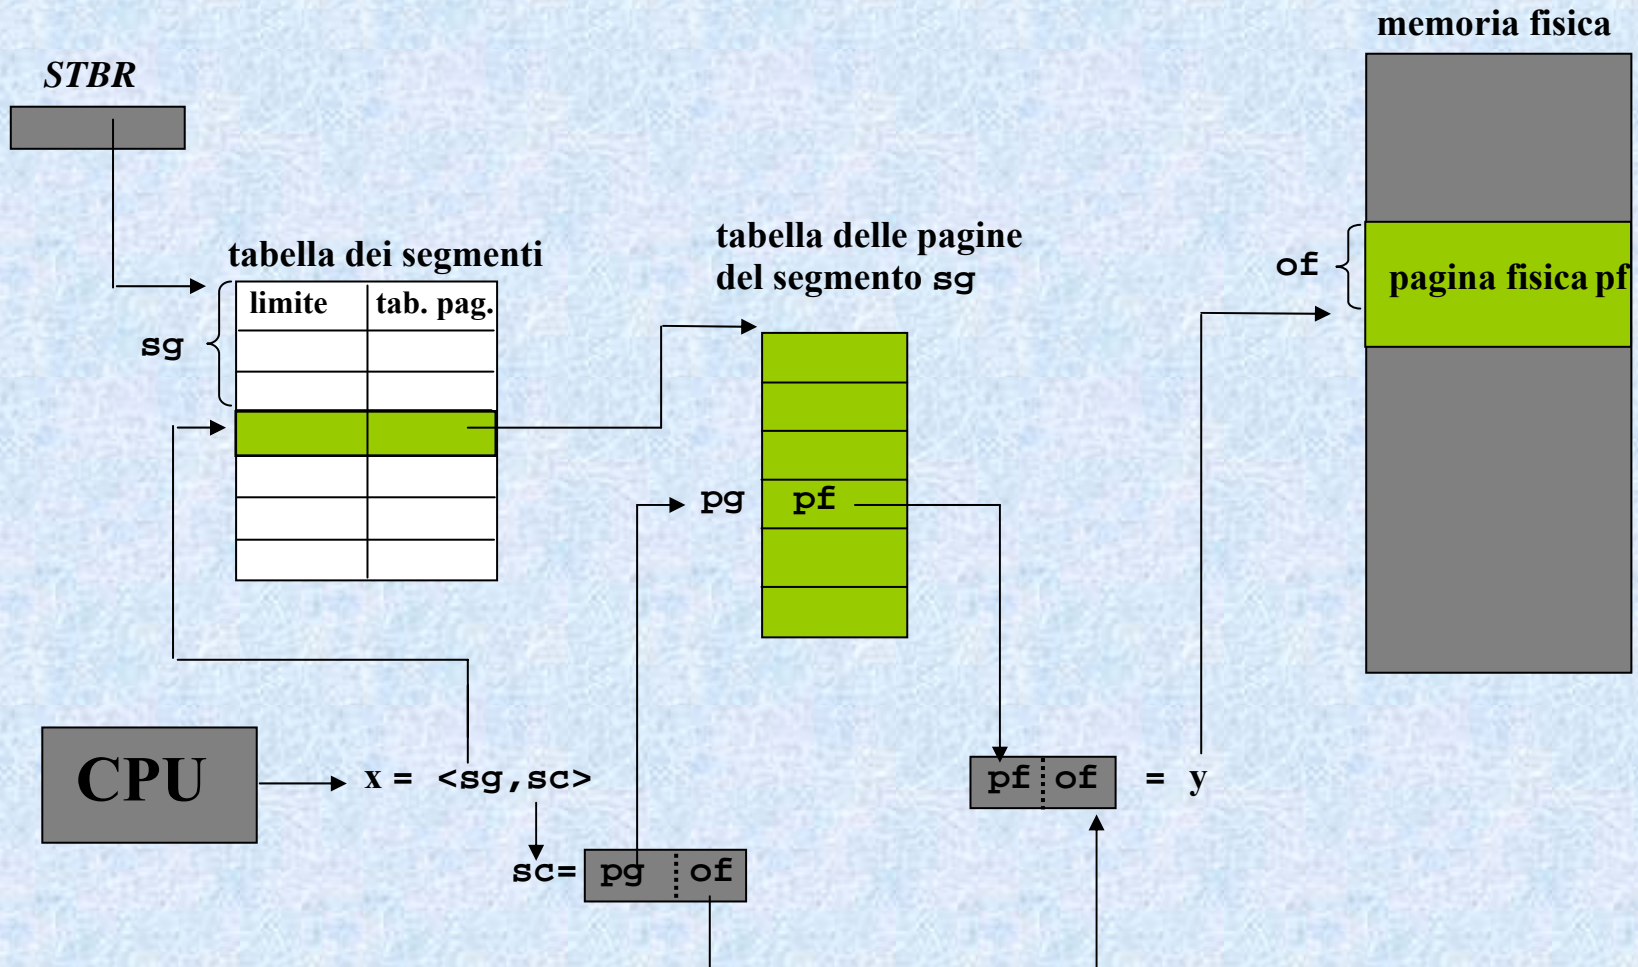 memoria fisica
STBR
tabella dei segmenti
limite tab. pag.
sg
tabella delle pagine
del segmento sg
of
pagina fisica pf
pg pf
CPU
x = <sg,sc>
pf of = y
sc= pg of